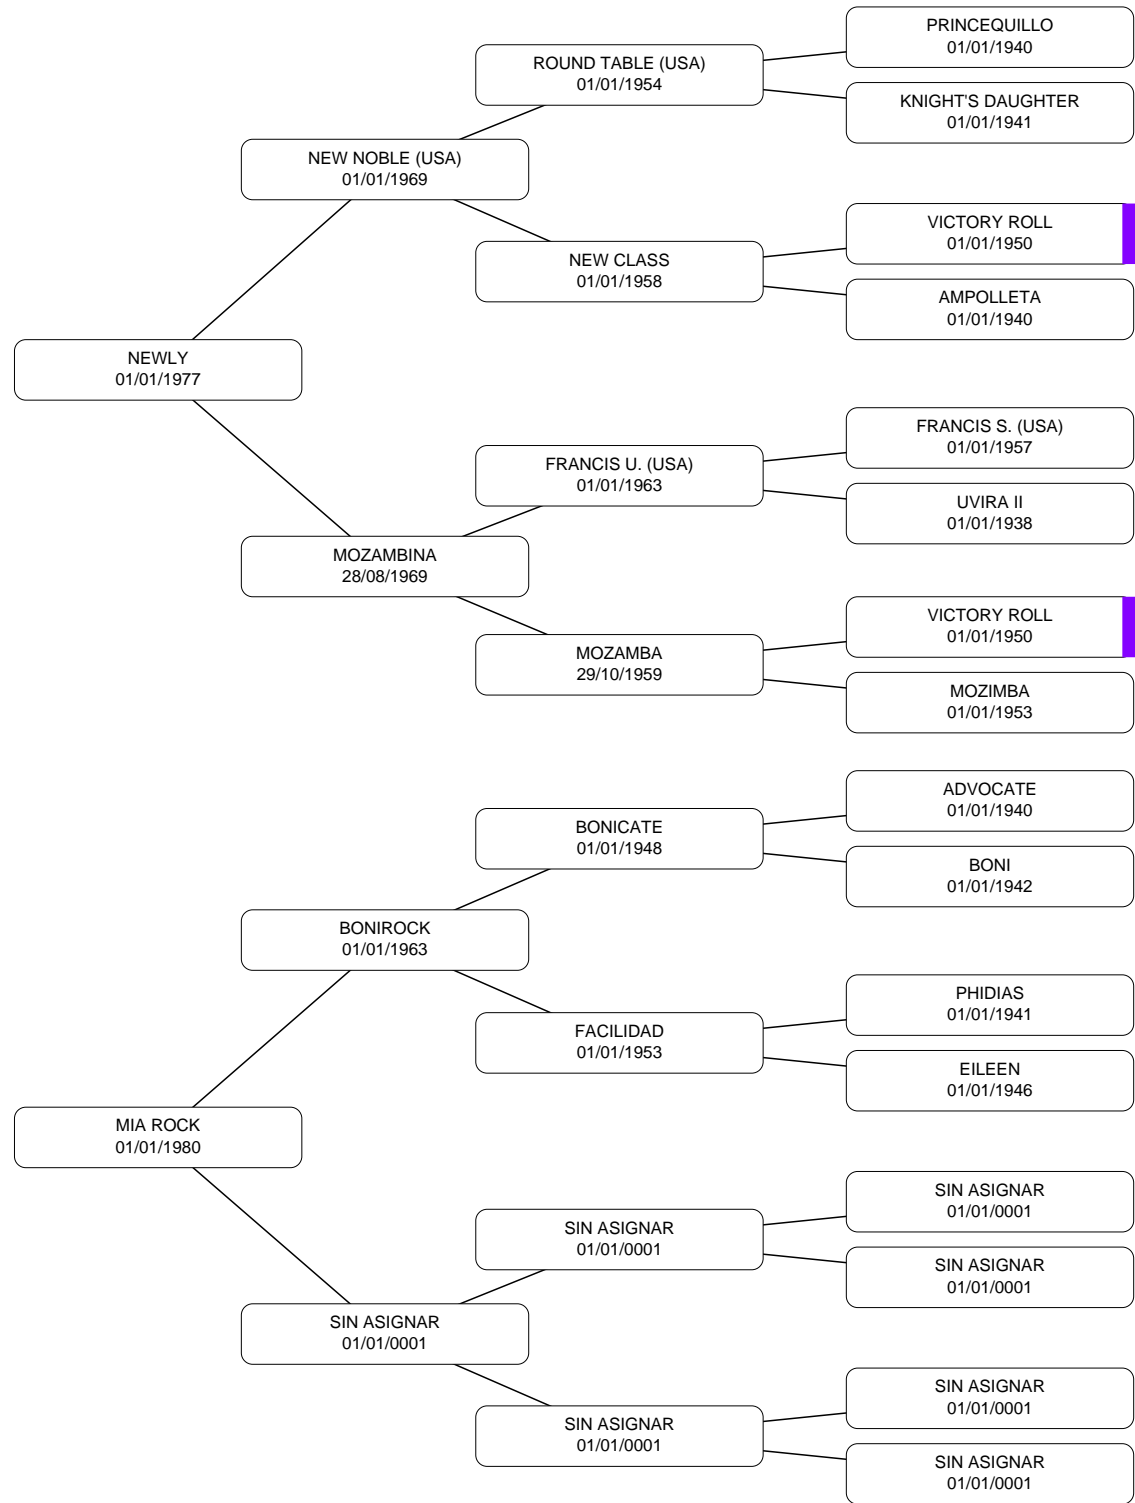 PRINCEQUILLO
01/01/1940
ROUND TABLE (USA)
01/01/1954
KNIGHT'S DAUGHTER
01/01/1941
NEW NOBLE (USA)
01/01/1969
VICTORY ROLL
01/01/1950
NEW CLASS
01/01/1958
AMPOLLETA
01/01/1940
NEWLY
01/01/1977
FRANCIS S. (USA)
01/01/1957
FRANCIS U. (USA)
01/01/1963
UVIRA II
01/01/1938
MOZAMBINA
28/08/1969
VICTORY ROLL
01/01/1950
MOZAMBA
29/10/1959
MOZIMBA
01/01/1953
ADVOCATE
01/01/1940
BONICATE
01/01/1948
BONI
01/01/1942
BONIROCK
01/01/1963
PHIDIAS
01/01/1941
FACILIDAD
01/01/1953
EILEEN
01/01/1946
MIA ROCK
01/01/1980
SIN ASIGNAR
01/01/0001
SIN ASIGNAR
01/01/0001
SIN ASIGNAR
01/01/0001
SIN ASIGNAR
01/01/0001
SIN ASIGNAR
01/01/0001
SIN ASIGNAR
01/01/0001
SIN ASIGNAR
01/01/0001